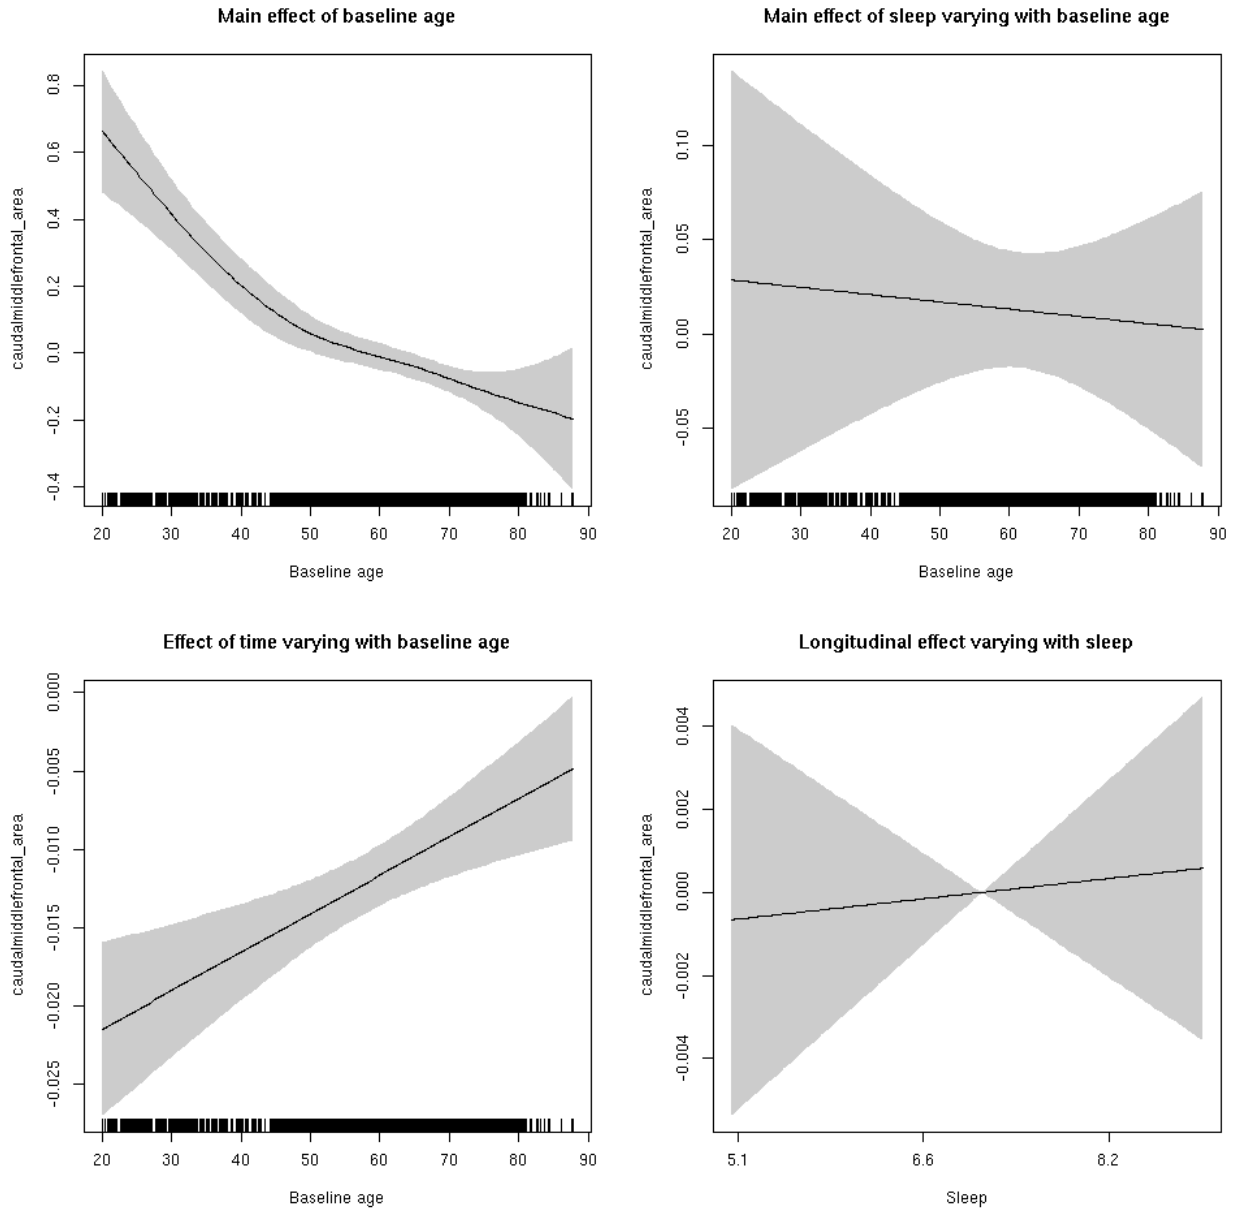 Main effect of baseline age
caudalmiddlefrontal_area
0.8
0.6
0.4
0.2
0.0
-0.2
-0.4
20 30 40 50 60 70 80 90
Baseline age
Main effect of sleep varying with baseline age
caudalmiddlefrontal_area
0.10
0.05
0.00
-0.05
20 30 40 50 60 70 80 90
Baseline age
Effect of time varying with baseline age
caudalmiddlefrontal_area
0.000
-0.005
-0.010
-0.015
-0.020
-0.025
20 30 40 50 60 70 80 90
Baseline age
Longitudinal effect varying with sleep
caudalmiddlefrontal_area
0.004
0.002
0.000
-0.002
-0.004
5.1 6.6 8.2
Sleep